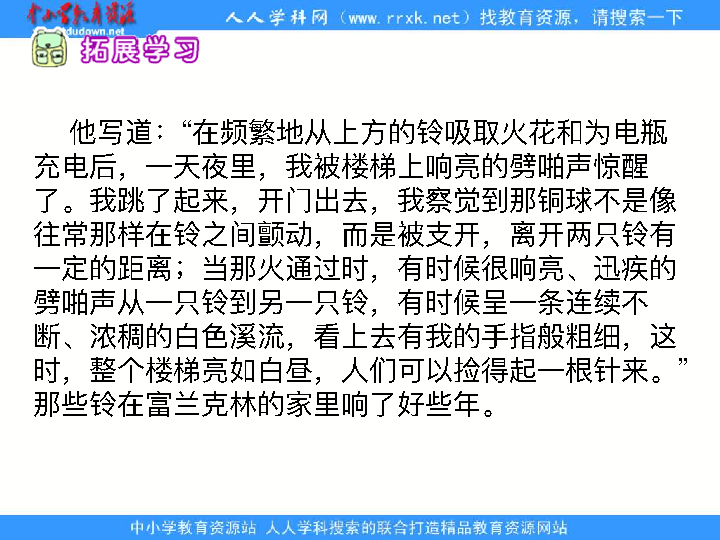 中小学教育资源
edudown.net
人人学科网（www.rrxk.net）找教育资源，请搜索一下
拓展学习
他写道：“在频繁地从上方的铃吸取火花和为电瓶
充电后，一天夜里，我被楼梯上响亮的劈啪声惊醒
了。我跳了起来，开门出去，我察觉到那铜球不是像
往常那样在铃之间颤动，而是被支开，离开两只铃有
一定的距离；当那火通过时，有时候很响亮、迅疾的
劈啪声从一只铃到另一只铃，有时候呈一条连续不
断、浓稠的白色溪流，看上去有我的手指般粗细，这
时，整个楼梯亮如白昼，人们可以捡得起一根针来。”
那些铃在富兰克林的家里响了好些年。
中小学教育资源站 人人学科搜索的联合打造精品教育资源网站